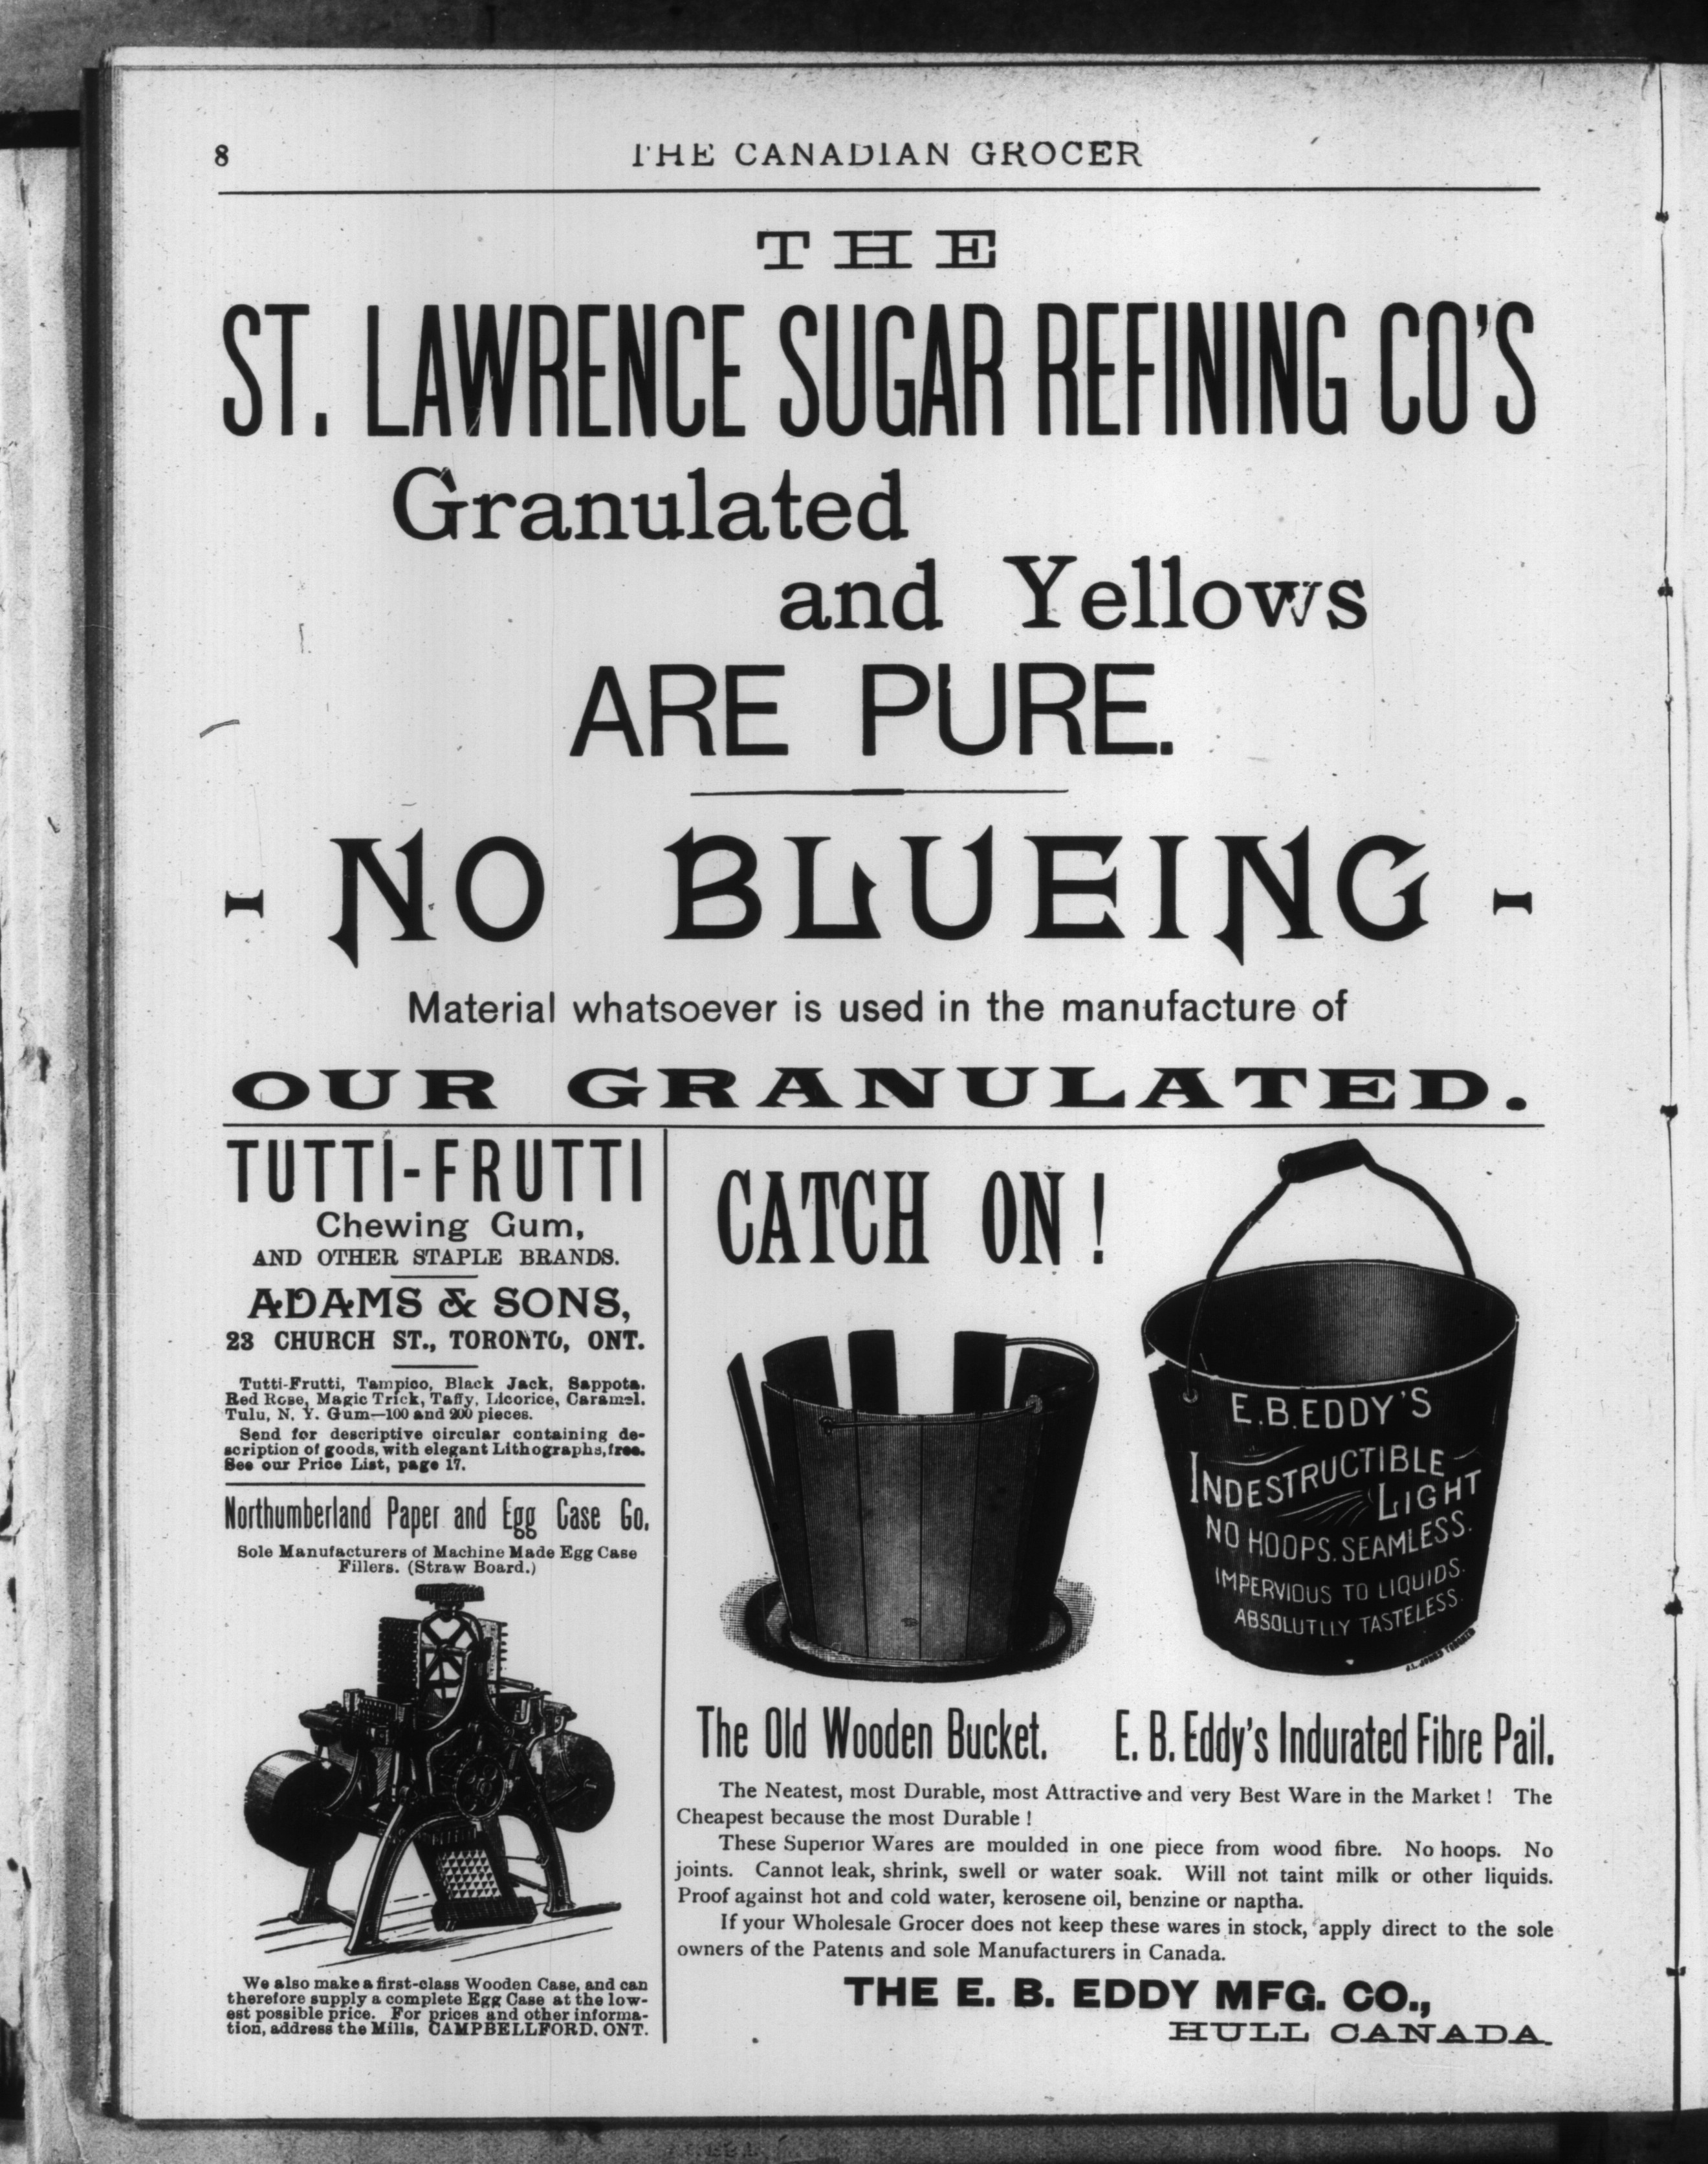 8
THE CANADIAN GROCER
THE
ST. LAWRENCE SUGAR REFINING CO'S
Granulated
and Yellows
ARE PURE.
- NO BLUEING -
Material whatsoever is used in the manufacture of
OUR GRANULATED.
TUTTI-FRUTTI
Chewing Gum,
AND OTHER STAPLE BRANDS.
ADAMS & SONS,
23 CHURCH ST., TORONTO, ONT.
Tutti-Frutti, Tampico, Black Jack, Sappota.
Red Rose, Magic Trick, Taffy, Licorice, Caramel.
Tulu, N. Y. Gum—100 and 200 pieces.
Send for descriptive circular containing de-
scription of goods, with elegant Lithographs, free.
See our Price List, page 17.
Northumberland Paper and Egg Case Co.
Sole Manufacturers of Machine Made Egg Case
Fillers. (Straw Board.)
We also make a first-class Wooden Case, and can
therefore supply a complete Egg Case at the low-
est possible price. For prices and other informa-
tion, address the Mills, CAMPBELLFORD. ONT.
CATCH ON!
E.B.EDDY'S
INDESTRUCTIBLE
LIGHT
NO HOOPS. SEAMLESS.
IMPERVIOUS TO LIQUIDS.
ABSOLUTLLY TASTELESS.
J.L. JONES TORONTO
The Old Wooden Bucket.
E. B. Eddy's Indurated Fibre Pail.
The Neatest, most Durable, most Attractive and very Best Ware in the Market! The
Cheapest because the most Durable!
These Superior Wares are moulded in one piece from wood fibre. No hoops. No
joints. Cannot leak, shrink, swell or water soak. Will not taint milk or other liquids.
Proof against hot and cold water, kerosene oil, benzine or naptha.
If your Wholesale Grocer does not keep these wares in stock, apply direct to the sole
owners of the Patents and sole Manufacturers in Canada.
THE E. B. EDDY MFG. CO.,
HULL CANADA.